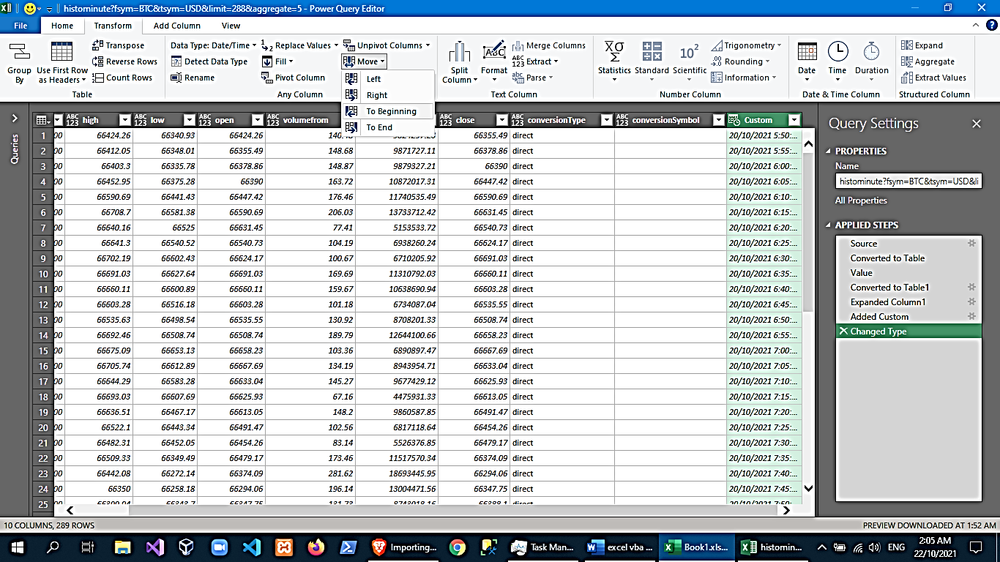 histominute?fsym=BTC&tsym=USD&limit=288&aggregate=5 - Power Query Editor
File Home Transform Add Column View
Group By
Use First Row as Headers
Transpose
Reverse Rows
Count Rows
Table
Data Type: Date/Time
Detect Data Type
Rename
Replace Values
Fill
Pivot Column
Unpivot Columns
Move
Any Column
Left
Right
To Beginning
To End
Split Column
Format
Merge Columns
Extract
Parse
Text Column
Statistics
Standard
Scientific
Trigonometry
Rounding
Information
Number Column
Date
Time
Duration
Date & Time Column
Expand
Aggregate
Extract Values
Structured Column
Queries
high low open volumefrom close conversionType conversionSymbol Custom
1 00 66424.26 66340.93 66424.26 66355.49 direct 20/10/2021 5:50:...
2 00 66412.05 66348.01 66355.49 148.68 9871727.11 66378.86 direct 20/10/2021 5:55:...
3 00 66403.3 66335.78 66378.86 148.87 9879327.21 66390 direct 20/10/2021 6:00:...
4 00 66452.95 66375.28 66390 163.72 10872017.31 66447.42 direct 20/10/2021 6:05:...
5 00 66590.69 66441.43 66447.42 176.46 11740535.49 66590.69 direct 20/10/2021 6:10:...
6 00 66708.7 66581.38 66590.69 206.03 13733712.42 66631.45 direct 20/10/2021 6:15:...
7 00 66640.16 66525 66631.45 77.41 5153533.72 66540.73 direct 20/10/2021 6:20:...
8 00 66641.3 66540.52 66540.73 104.19 6938260.24 66624.17 direct 20/10/2021 6:25:...
9 00 66702.19 66602.43 66624.17 100.67 6710205.92 66691.03 direct 20/10/2021 6:30:...
10 00 66691.03 66627.64 66691.03 169.69 11310792.03 66660.11 direct 20/10/2021 6:35:...
11 00 66660.11 66600.89 66660.11 159.67 10638690.94 66603.28 direct 20/10/2021 6:40:...
12 00 66603.28 66516.18 66603.28 101.18 6734087.04 66535.55 direct 20/10/2021 6:45:...
13 00 66535.63 66498.54 66535.55 130.92 8708201.33 66508.74 direct 20/10/2021 6:50:...
14 00 66692.46 66508.74 66508.74 189.79 12644100.66 66658.23 direct 20/10/2021 6:55:...
15 00 66675.09 66653.13 66658.23 103.36 6890897.47 66667.69 direct 20/10/2021 7:00:...
16 00 66705.74 66612.89 66667.69 134.19 8943954.71 66633.04 direct 20/10/2021 7:05:...
17 00 66644.29 66583.28 66633.04 145.27 9677429.12 66625.93 direct 20/10/2021 7:10:...
18 00 66693.03 66607.69 66625.93 67.16 4475931.33 66613.05 direct 20/10/2021 7:15:...
19 00 66636.51 66467.17 66613.05 148.2 9860587.85 66491.47 direct 20/10/2021 7:20:...
20 00 66522.1 66443.34 66491.47 102.56 6817118.64 66454.26 direct 20/10/2021 7:25:...
21 00 66482.31 66452.05 66454.26 83.14 5526376.85 66479.17 direct 20/10/2021 7:30:...
22 00 66509.33 66349.49 66479.17 173.46 11517570.34 66374.09 direct 20/10/2021 7:35:...
23 00 66442.08 66272.14 66374.09 281.62 18693445.95 66294.06 direct 20/10/2021 7:40:...
24 00 66350 66258.18 66294.06 196.14 13004471.56 66347.75 direct 20/10/2021 7:45:...
25
Query Settings
PROPERTIES
Name
histominute?fsym=BTC&tsym=USD&li
All Properties
APPLIED STEPS
Source
Converted to Table
Value
Converted to Table1
Expanded Column1
Added Custom
Changed Type
10 COLUMNS, 289 ROWS
PREVIEW DOWNLOADED AT 1:52 AM
Importing...
Task Man...
excel vba ...
Book1.xls...
histomin...
ENG
2:05 AM
22/10/2021